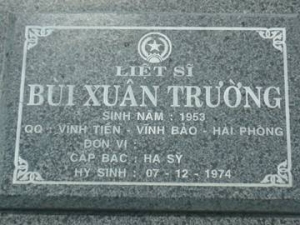 LIỆT SĨ
BÙI XUÂN TRƯỜNG
SINH NĂM : 1953
QQ : VĨNH TIẾN - VĨNH BẢO - HẢI PHÒNG
ĐƠN VỊ :
CẤP BẬC : HẠ SỸ
HY SINH : 07 - 12 - 1974